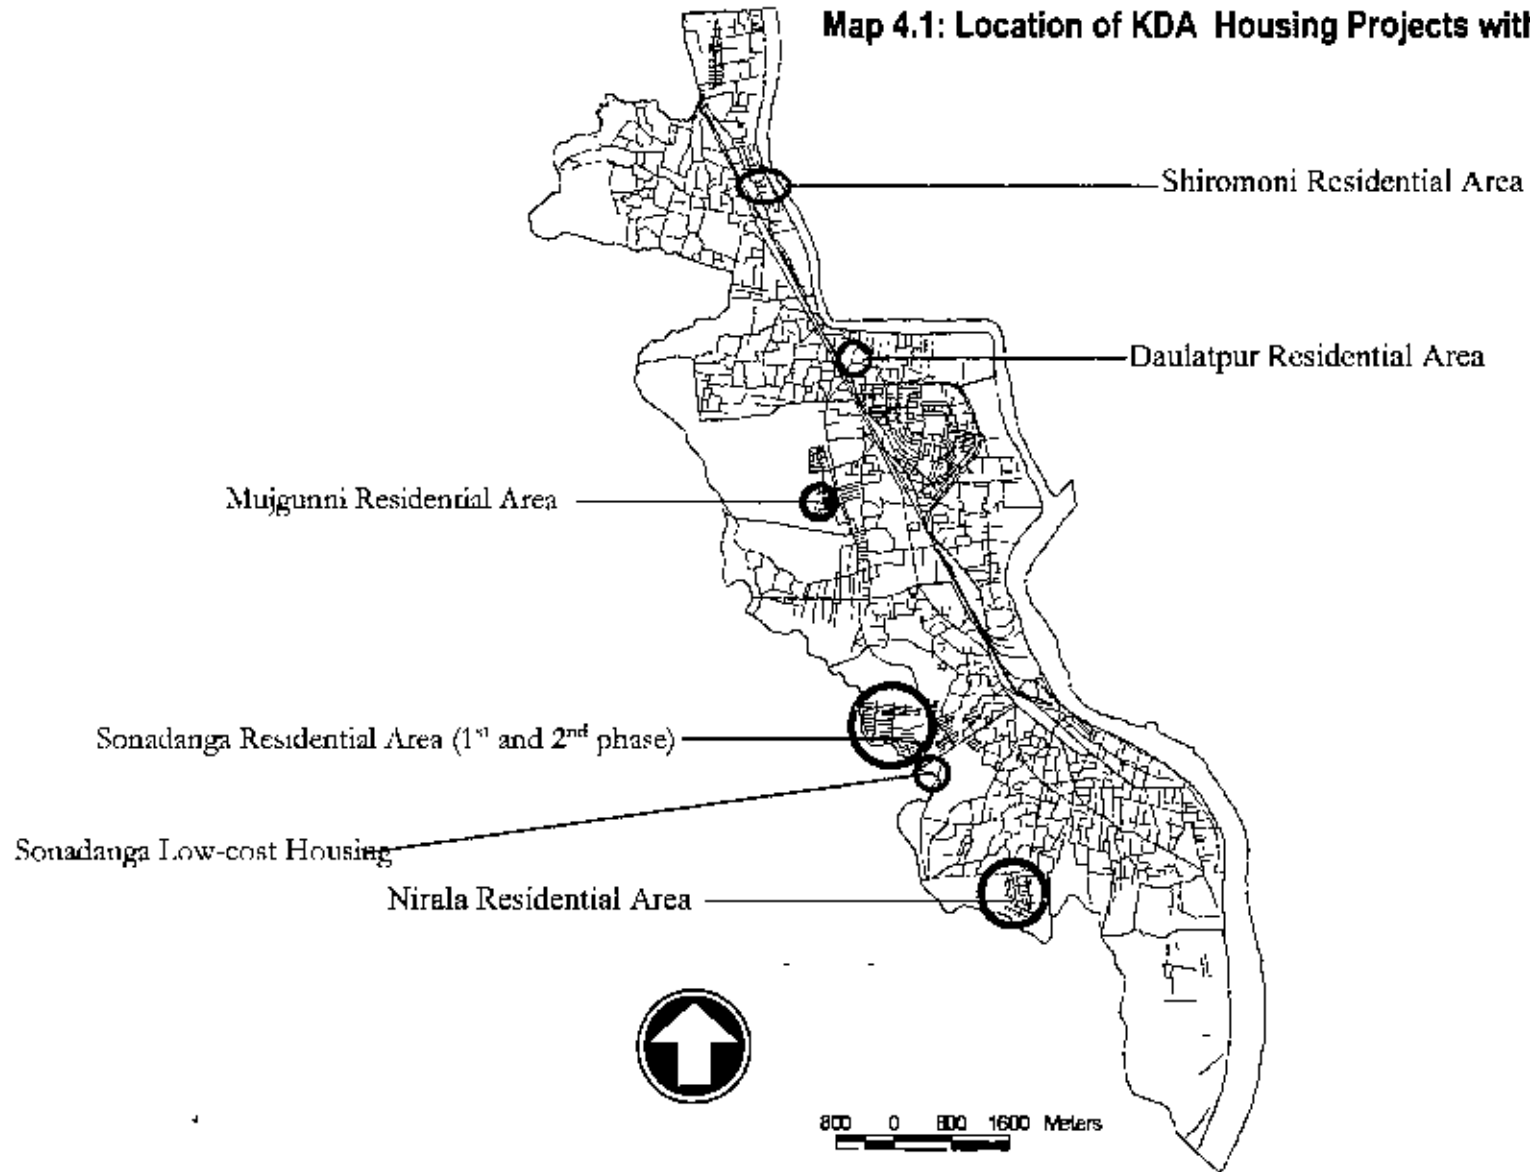 Map 4.1: Location of KDA Housing Projects with
Shiromoni Residential Area
Daulatpur Residential Area
Mujgunni Residential Area
Sonadanga Residential Area (1st and 2nd phase)
Sonadanga Low-cost Housing
Nirala Residential Area
800 0 800 1600 Meters